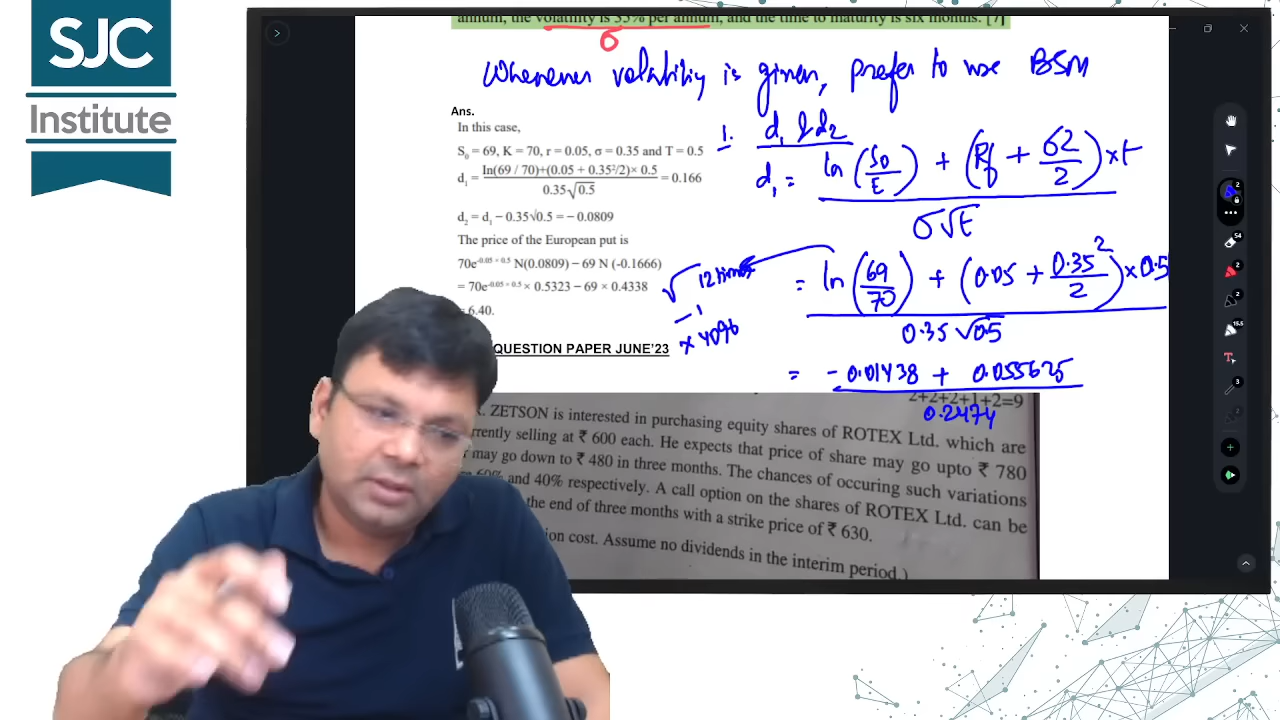 SJC
Institute
annum, the volatility is 35% per annum, and the time to maturity is six months. [7]
σ
Whenever volatility is given, prefer to use BSM
Ans.
In this case,
S₀ = 69, K = 70, r = 0.05, σ = 0.35 and T = 0.5
d₁ = In(69 / 70)+(0.05 + 0.35²/2)× 0.5 / 0.35√0.5 = 0.166
d₂ = d₁ − 0.35√0.5 = − 0.0809
The price of the European put is
70e^-0.05 × 0.5 N(0.0809) − 69 N (-0.1666)
= 70e^-0.05 × 0.5 × 0.5323 − 69 × 0.4338
6.40.
1. d₁ & d₂
d₁ = ln (S0/E) + (Rf + σ2/2) × t
σ√t
√ 12 times
− 1
× 4096
= ln (69/70) + (0.05 + 0.35²/2) × 0.5
0.35 √0.5
= -0.01438 + 0.055625
0.2474
QUESTION PAPER JUNE'23
2+2+2+1+2=9
ZETSON is interested in purchasing equity shares of ROTEX Ltd. which are
rently selling at ₹ 600 each. He expects that price of share may go upto ₹ 780
may go down to ₹ 480 in three months. The chances of occuring such variations
60% and 40% respectively. A call option on the shares of ROTEX Ltd. can be
the end of three months with a strike price of ₹ 630.
ion cost. Assume no dividends in the interim period.)